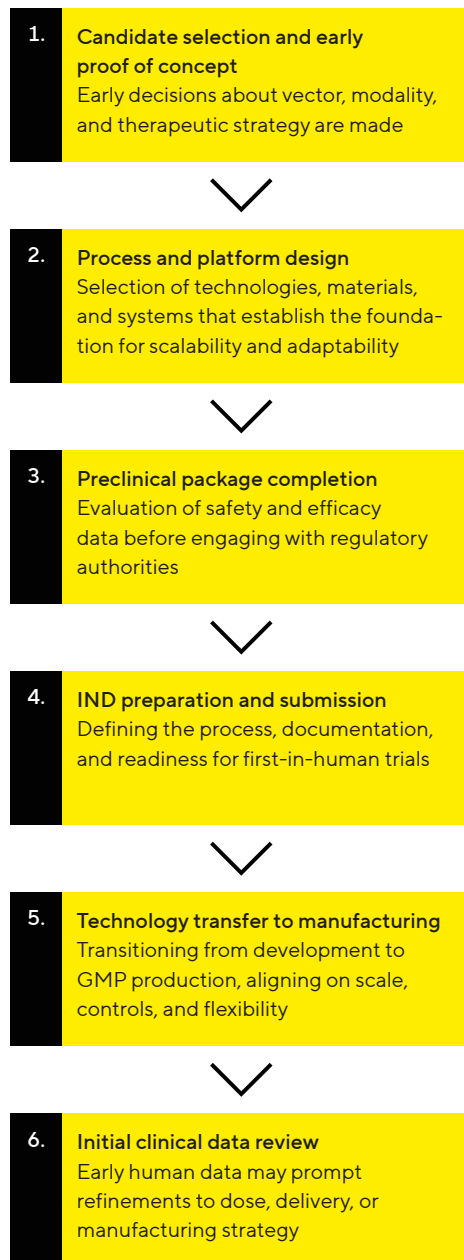 1.
Candidate selection and early
proof of concept
Early decisions about vector, modality,
and therapeutic strategy are made
2.
Process and platform design
Selection of technologies, materials,
and systems that establish the founda-
tion for scalability and adaptability
3.
Preclinical package completion
Evaluation of safety and efficacy
data before engaging with regulatory
authorities
4.
IND preparation and submission
Defining the process, documentation,
and readiness for first-in-human trials
5.
Technology transfer to manufacturing
Transitioning from development to
GMP production, aligning on scale,
controls, and flexibility
6.
Initial clinical data review
Early human data may prompt
refinements to dose, delivery, or
manufacturing strategy